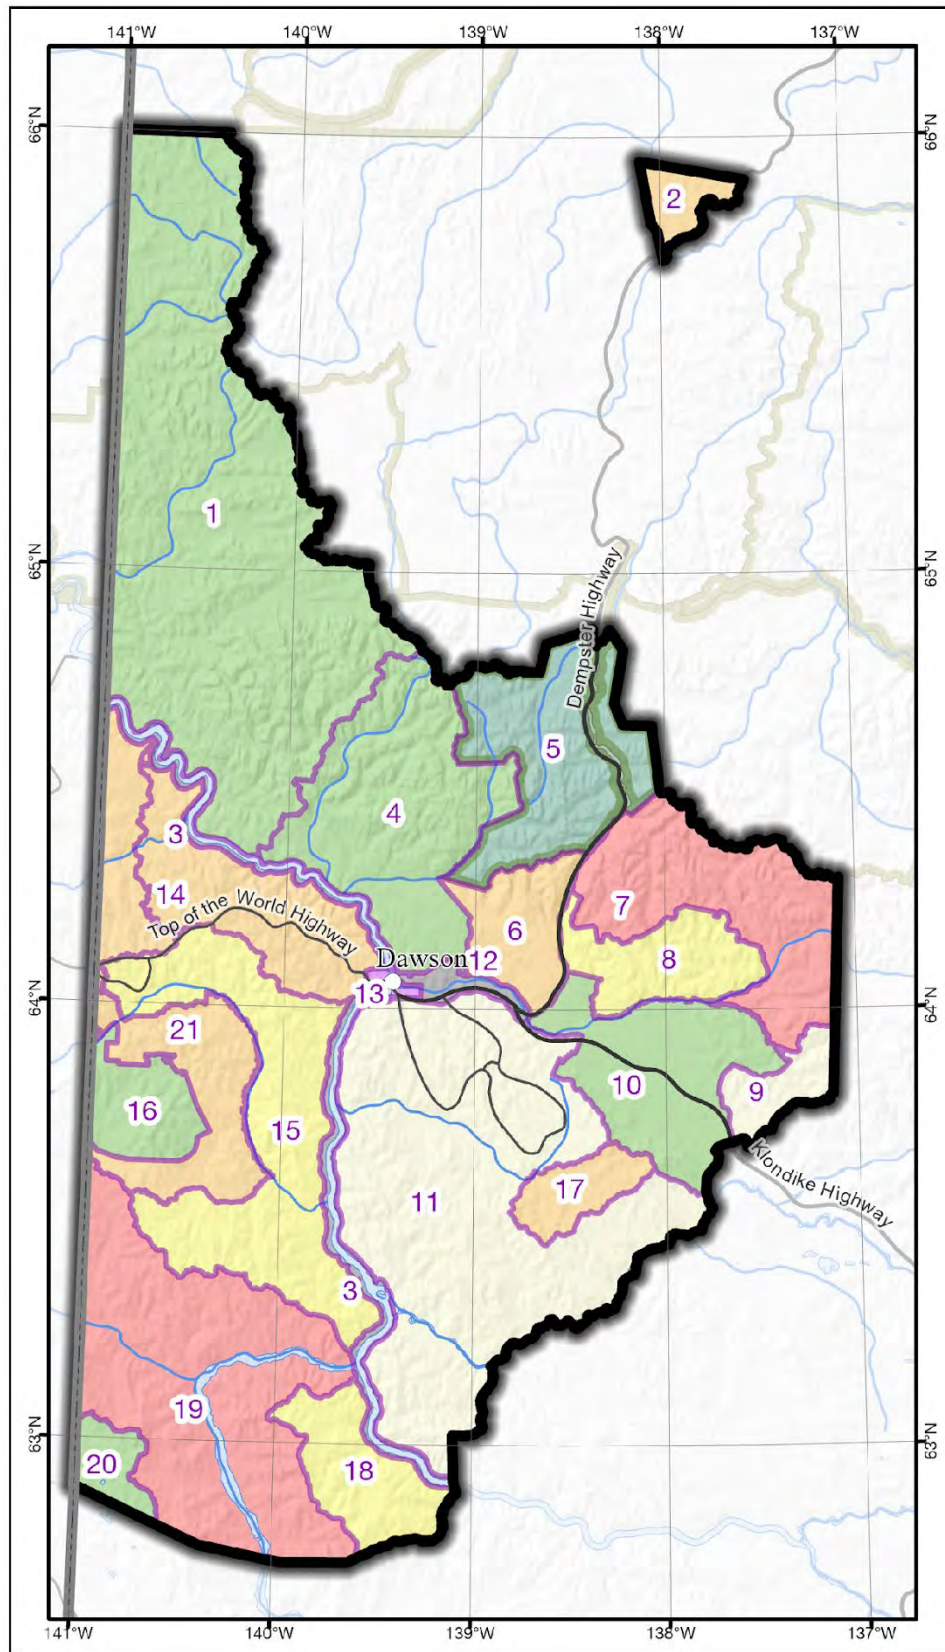 141°W 140°W 139°W 138°W 137°W
66°N 66°N
2
1
65°N 65°N
Dempster Highway
5
4
3
14
7
6
8
Top of the World Highway
Dawson
12
13
64°N 64°N
21
16
10
9
15
Klondike Highway
17
11
3
19
63°N 63°N
20
18
141°W 140°W 139°W 138°W 137°W